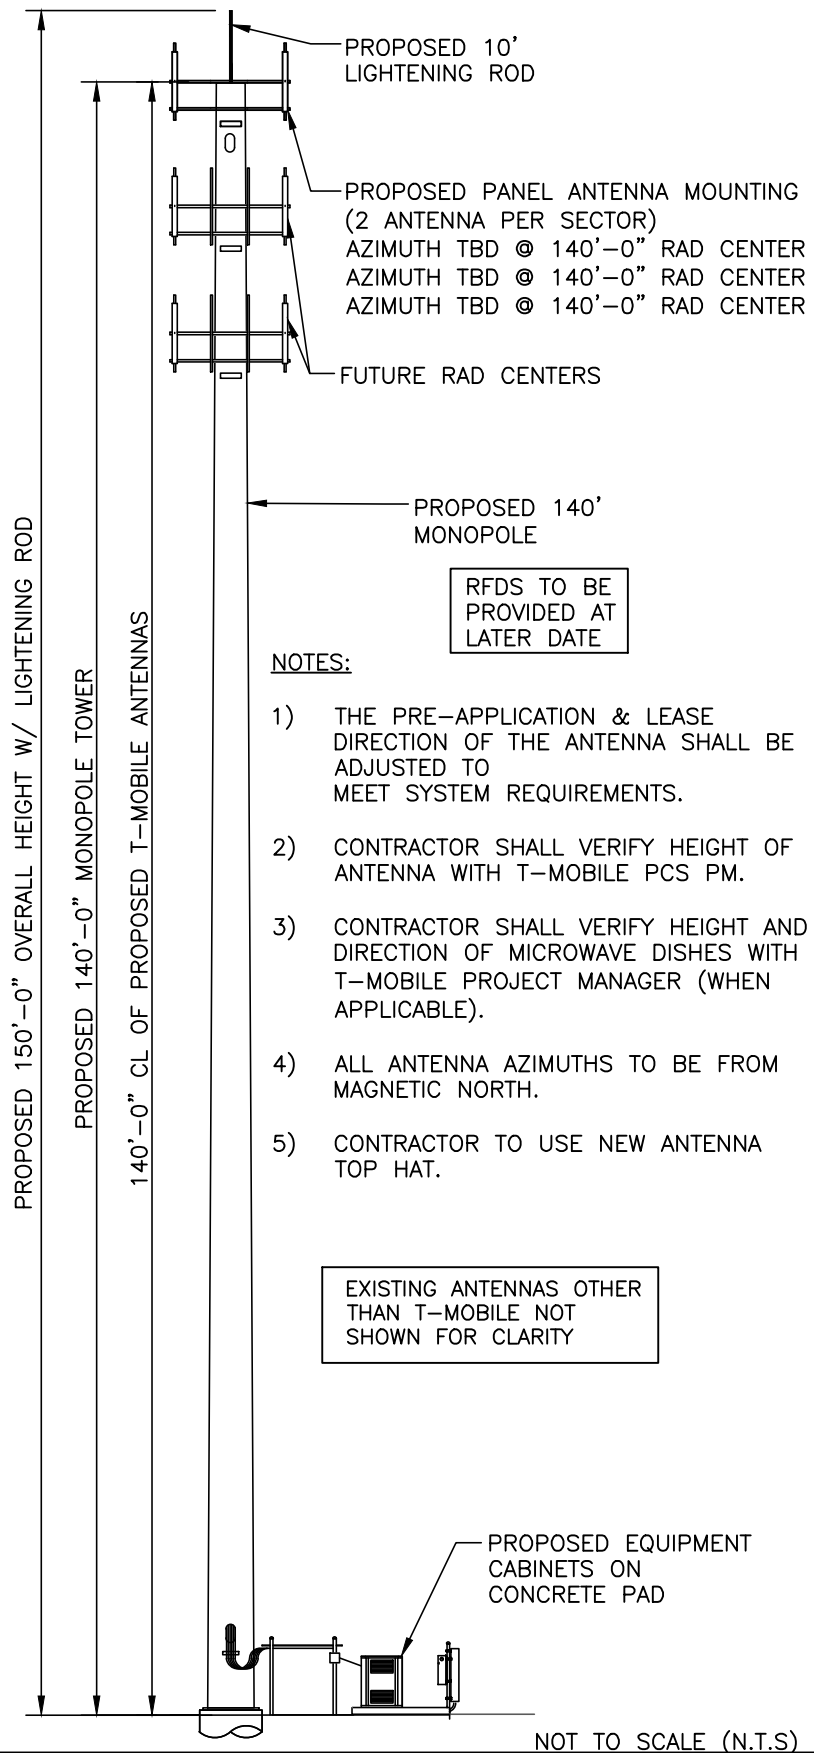 PROPOSED 10'
LIGHTENING ROD
PROPOSED PANEL ANTENNA MOUNTING
(2 ANTENNA PER SECTOR)
AZIMUTH TBD @ 140'-0" RAD CENTER
AZIMUTH TBD @ 140'-0" RAD CENTER
AZIMUTH TBD @ 140'-0" RAD CENTER
FUTURE RAD CENTERS
PROPOSED 140'
MONOPOLE
RFDS TO BE
PROVIDED AT
LATER DATE
PROPOSED 150'-0" OVERALL HEIGHT W/ LIGHTENING ROD
PROPOSED 140'-0" MONOPOLE TOWER
140'-0" CL OF PROPOSED T-MOBILE ANTENNAS
NOTES:
1) THE PRE-APPLICATION & LEASE
DIRECTION OF THE ANTENNA SHALL BE
ADJUSTED TO
MEET SYSTEM REQUIREMENTS.
2) CONTRACTOR SHALL VERIFY HEIGHT OF
ANTENNA WITH T-MOBILE PCS PM.
3) CONTRACTOR SHALL VERIFY HEIGHT AND
DIRECTION OF MICROWAVE DISHES WITH
T-MOBILE PROJECT MANAGER (WHEN
APPLICABLE).
4) ALL ANTENNA AZIMUTHS TO BE FROM
MAGNETIC NORTH.
5) CONTRACTOR TO USE NEW ANTENNA
TOP HAT.
EXISTING ANTENNAS OTHER
THAN T-MOBILE NOT
SHOWN FOR CLARITY
PROPOSED EQUIPMENT
CABINETS ON
CONCRETE PAD
NOT TO SCALE (N.T.S)